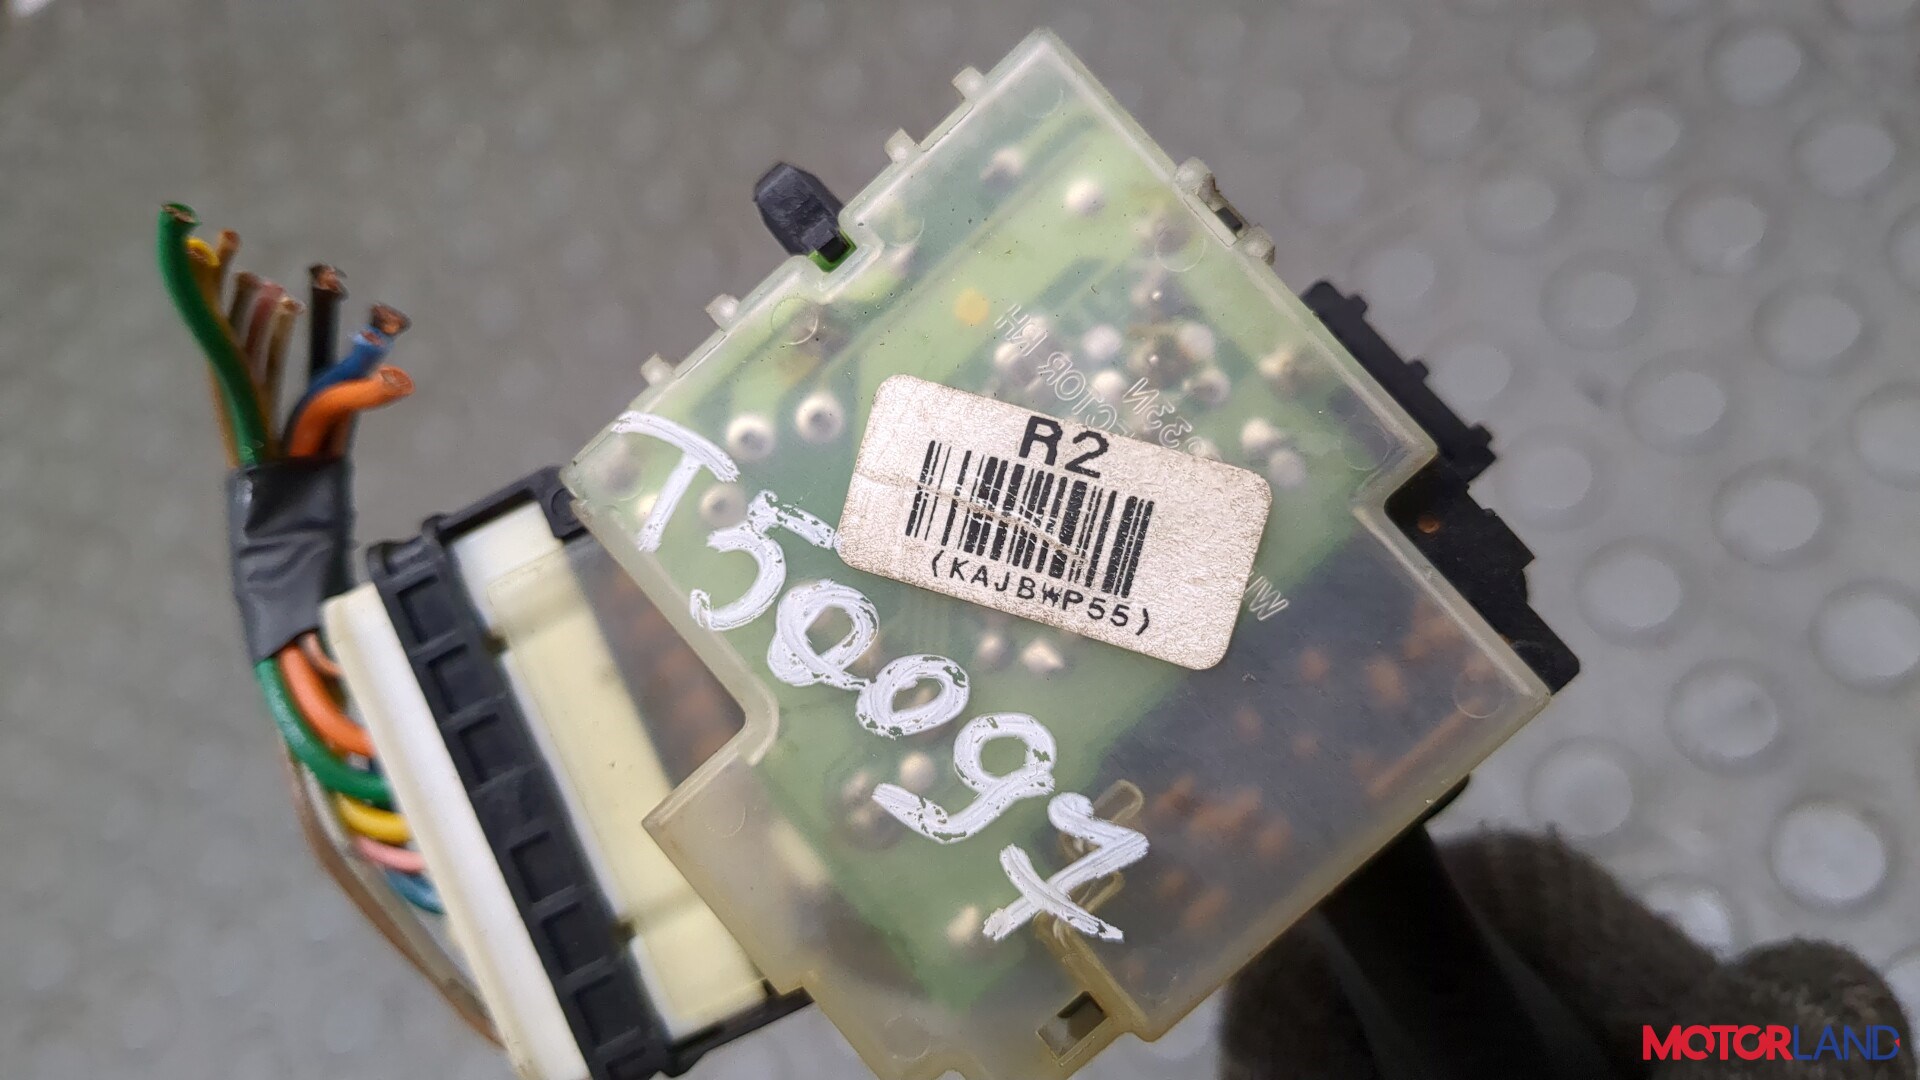 R2
(KAJBWP55)
T50097
MOTORLAND